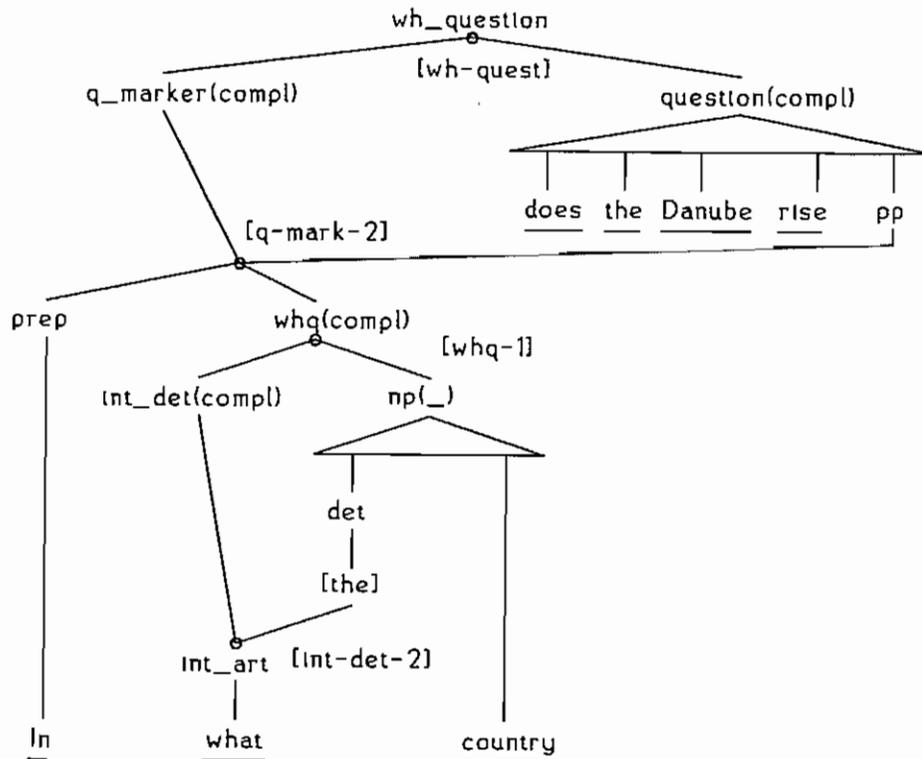 wh_question
[wh-quest]
q_marker(compl)
question(compl)
does the Danube rise pp
[q-mark-2]
prep
whq(compl)
[whq-1]
int_det(compl)
np(_)
det
[the]
int_art [int-det-2]
In what country